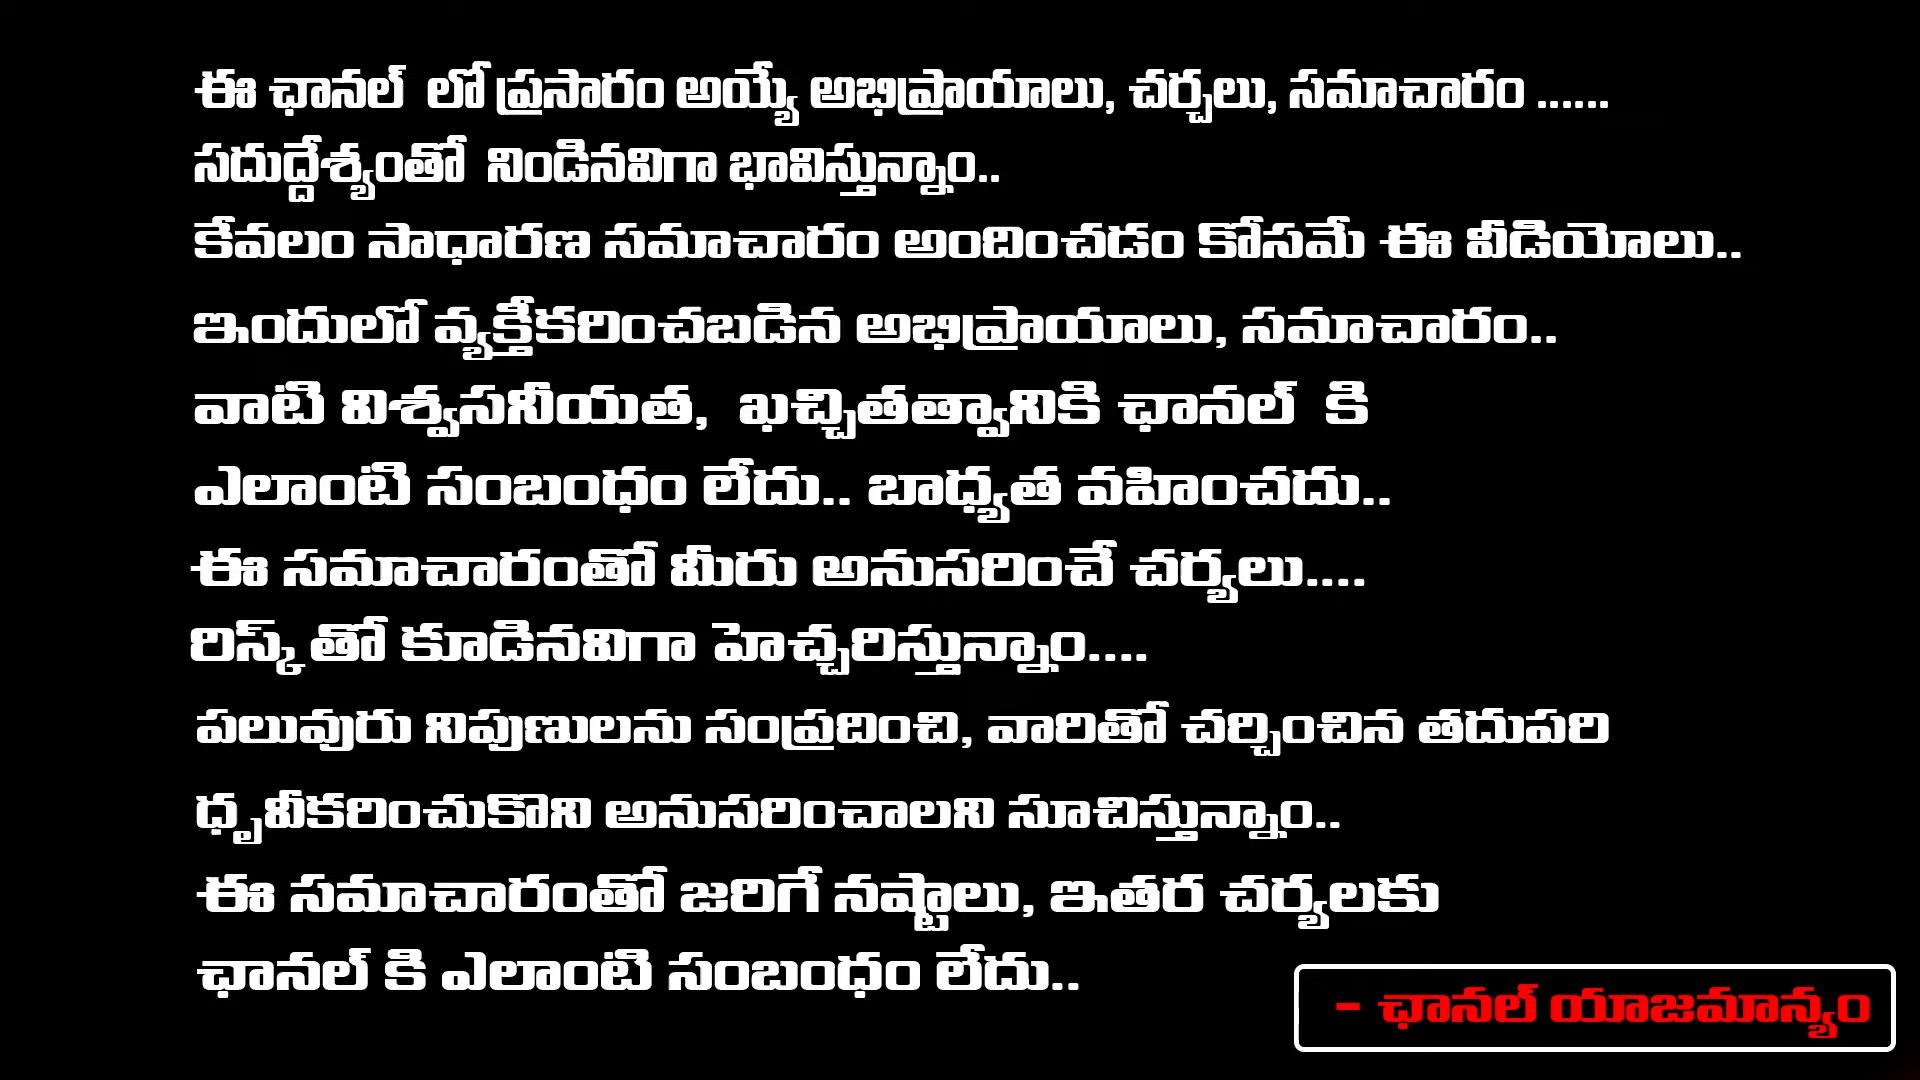 ఈ ఛానల్ లో ప్రసారం అయ్యే అభిప్రాయాలు, చర్చలు, సమాచారం ......
సదుద్దేశ్యంతో నిండినవిగా భావిస్తున్నాం..
కేవలం సాధారణ సమాచారం అందించడం కోసమే ఈ వీడియోలు..
ఇందులో వ్యక్తీకరించబడిన అభిప్రాయాలు, సమాచారం..
వాటి విశ్వసనీయత, ఖచ్చితత్వానికి ఛానల్ కి
ఎలాంటి సంబంధం లేదు.. బాధ్యత వహించదు..
ఈ సమాచారంతో మీరు అనుసరించే చర్యలు....
రిస్క్ తో కూడినవిగా హెచ్చరిస్తున్నాం....
పలువురు నిపుణులను సంప్రదించి, వారితో చర్చించిన తదుపరి
ధృవీకరించుకొని అనుసరించాలని సూచిస్తున్నాం..
ఈ సమాచారంతో జరిగే నష్టాలు, ఇతర చర్యలకు
ఛానల్ కి ఎలాంటి సంబంధం లేదు..
- ఛానల్ యాజమాన్యం